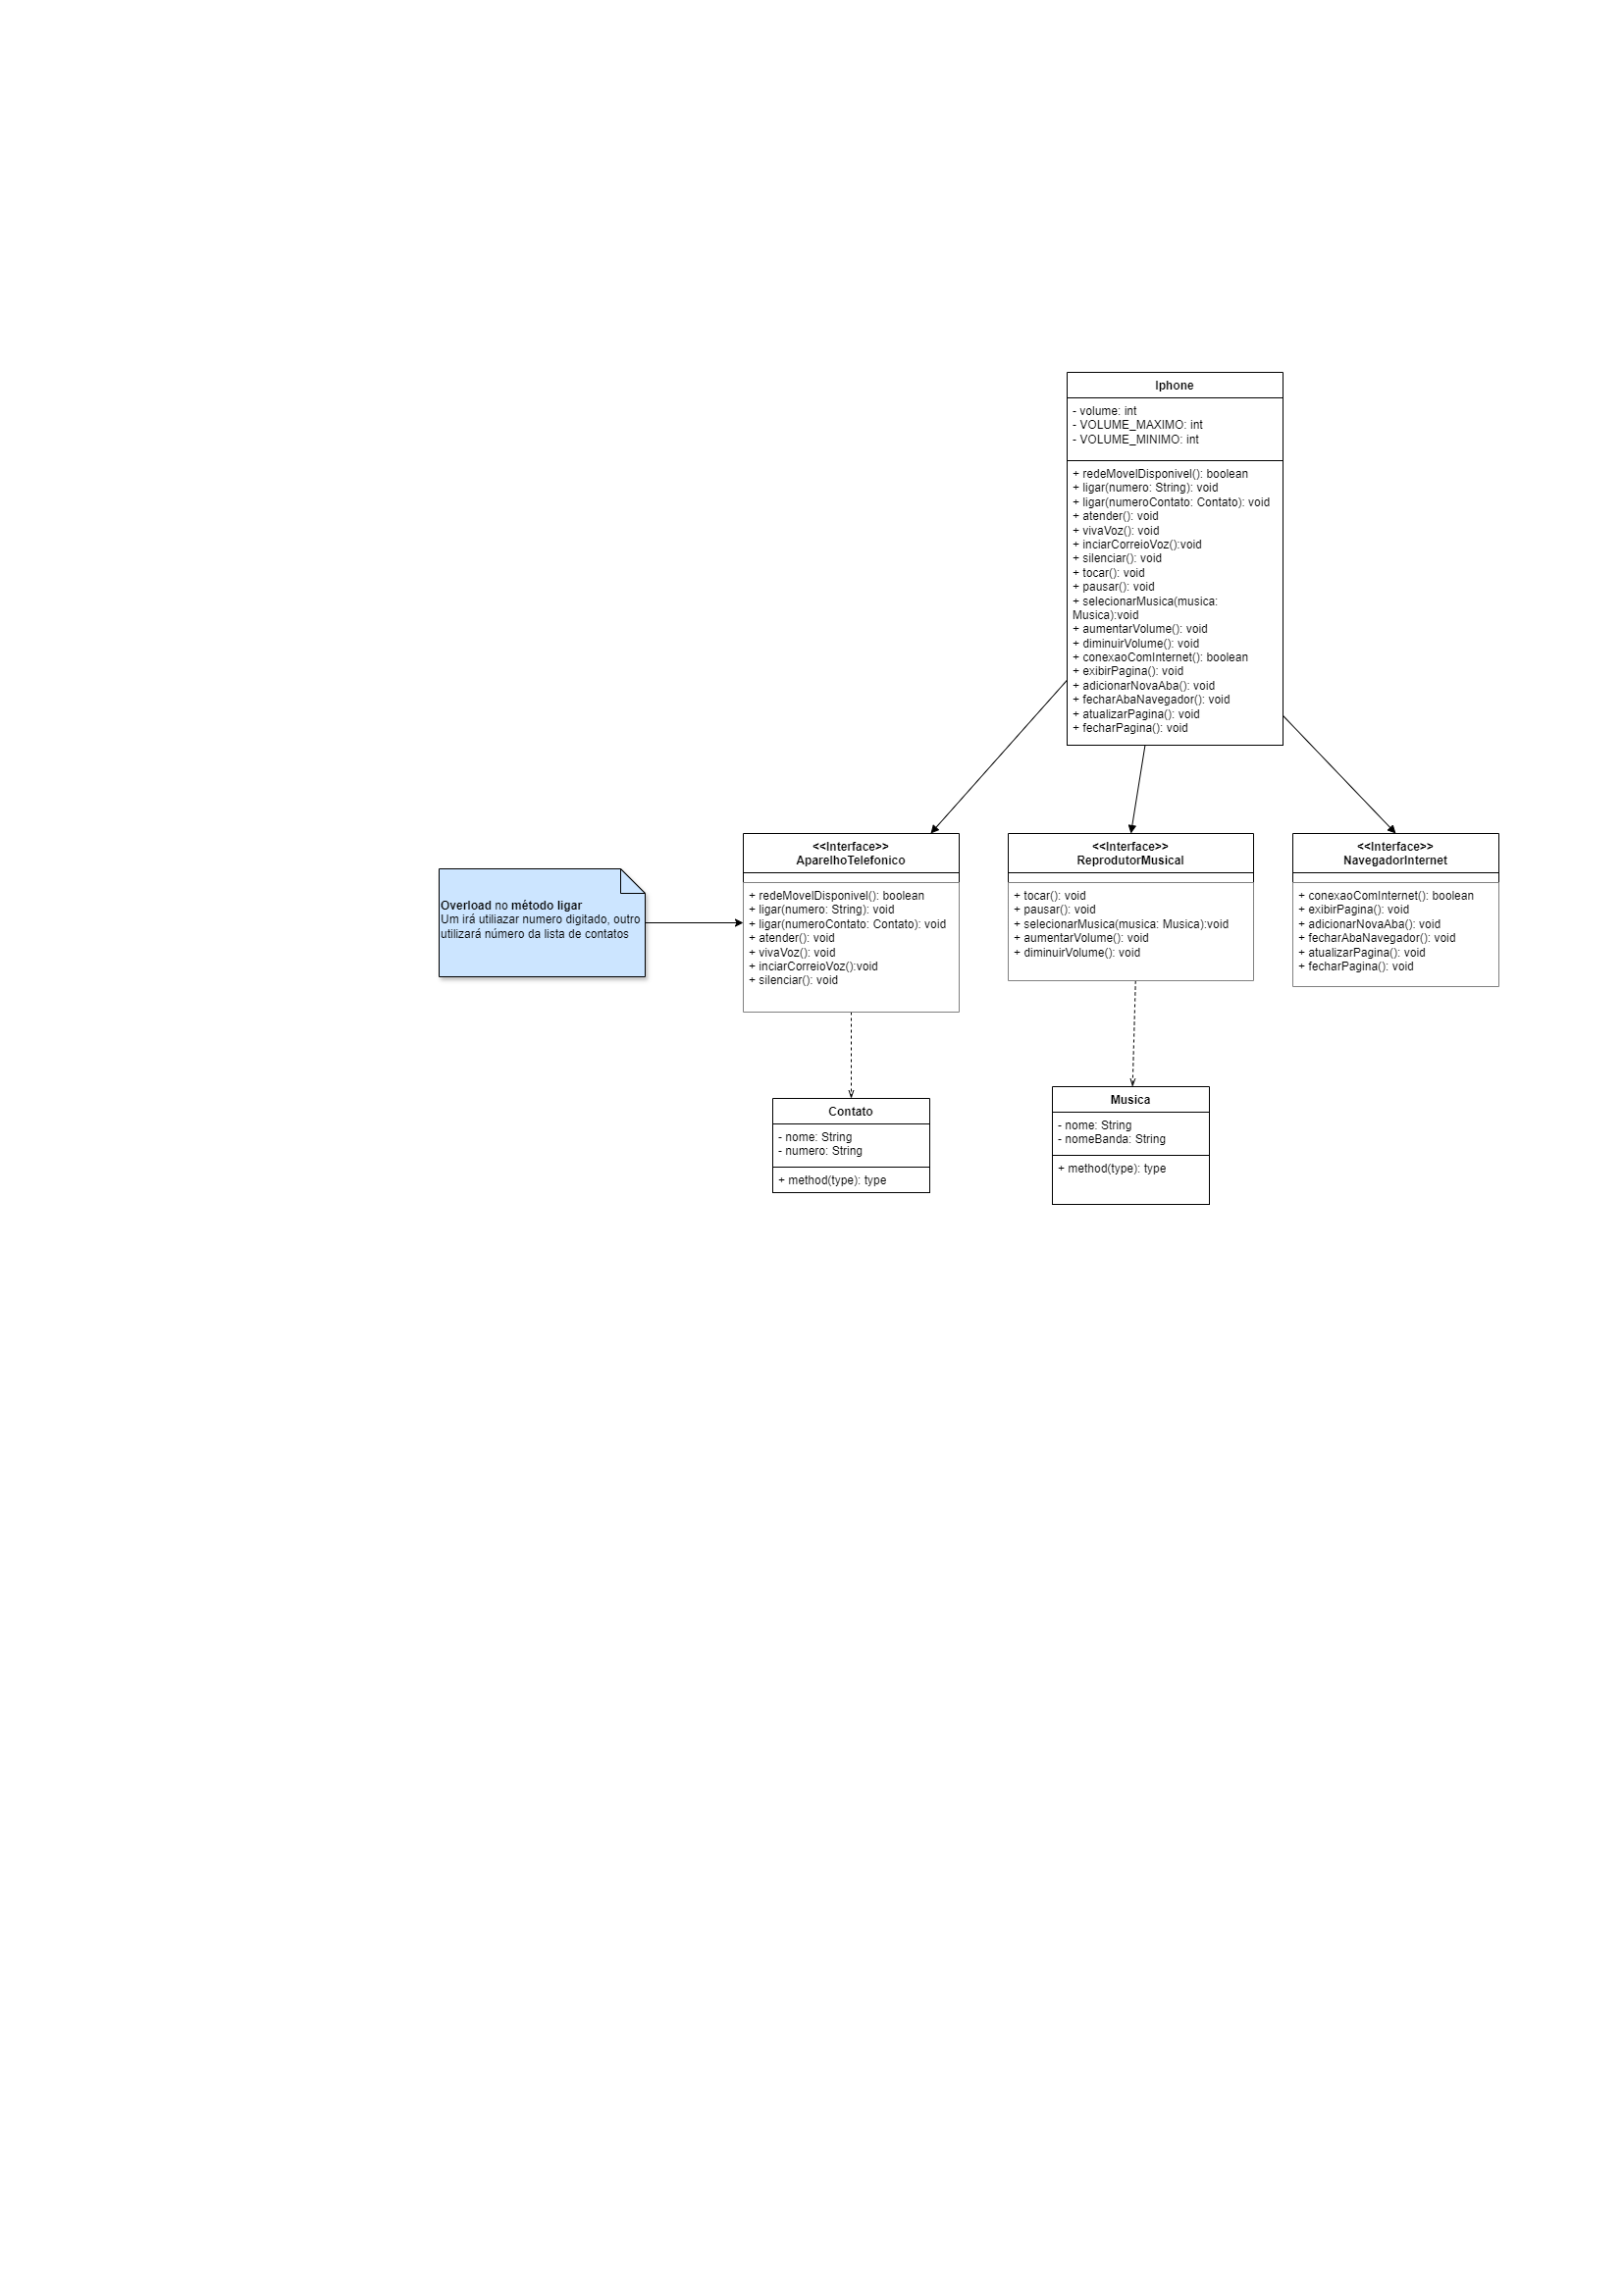 Iphone
- volume: int
- VOLUME_MAXIMO: int
- VOLUME_MINIMO: int
+ redeMovelDisponivel(): boolean
+ ligar(numero: String): void
+ ligar(numeroContato: Contato): void
+ atender(): void
+ vivaVoz(): void
+ inciarCorreioVoz():void
+ silenciar(): void
+ tocar(): void
+ pausar(): void
+ selecionarMusica(musica:
Musica):void
+ aumentarVolume(): void
+ diminuirVolume(): void
+ conexaoComInternet(): boolean
+ exibirPagina(): void
+ adicionarNovaAba(): void
+ fecharAbaNavegador(): void
+ atualizarPagina(): void
+ fecharPagina(): void
Overload no método ligar
Um irá utiliazar numero digitado, outro
utilizará número da lista de contatos
<<Interface>>
AparelhoTelefonico
+ redeMovelDisponivel(): boolean
+ ligar(numero: String): void
+ ligar(numeroContato: Contato): void
+ atender(): void
+ vivaVoz(): void
+ inciarCorreioVoz():void
+ silenciar(): void
<<Interface>>
ReprodutorMusical
+ tocar(): void
+ pausar(): void
+ selecionarMusica(musica: Musica):void
+ aumentarVolume(): void
+ diminuirVolume(): void
<<Interface>>
NavegadorInternet
+ conexaoComInternet(): boolean
+ exibirPagina(): void
+ adicionarNovaAba(): void
+ fecharAbaNavegador(): void
+ atualizarPagina(): void
+ fecharPagina(): void
Contato
- nome: String
- numero: String
+ method(type): type
Musica
- nome: String
- nomeBanda: String
+ method(type): type